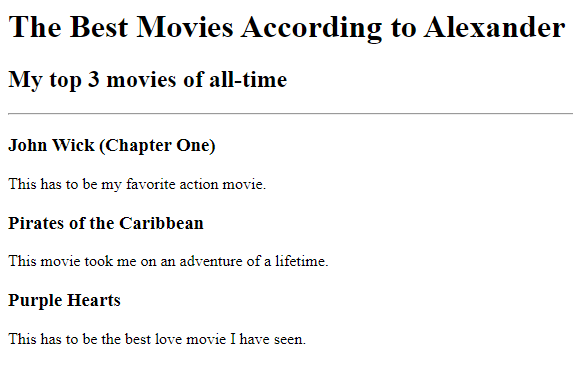 The Best Movies According to Alexander
My top 3 movies of all-time
John Wick (Chapter One)
This has to be my favorite action movie.
Pirates of the Caribbean
This movie took me on an adventure of a lifetime.
Purple Hearts
This has to be the best love movie I have seen.